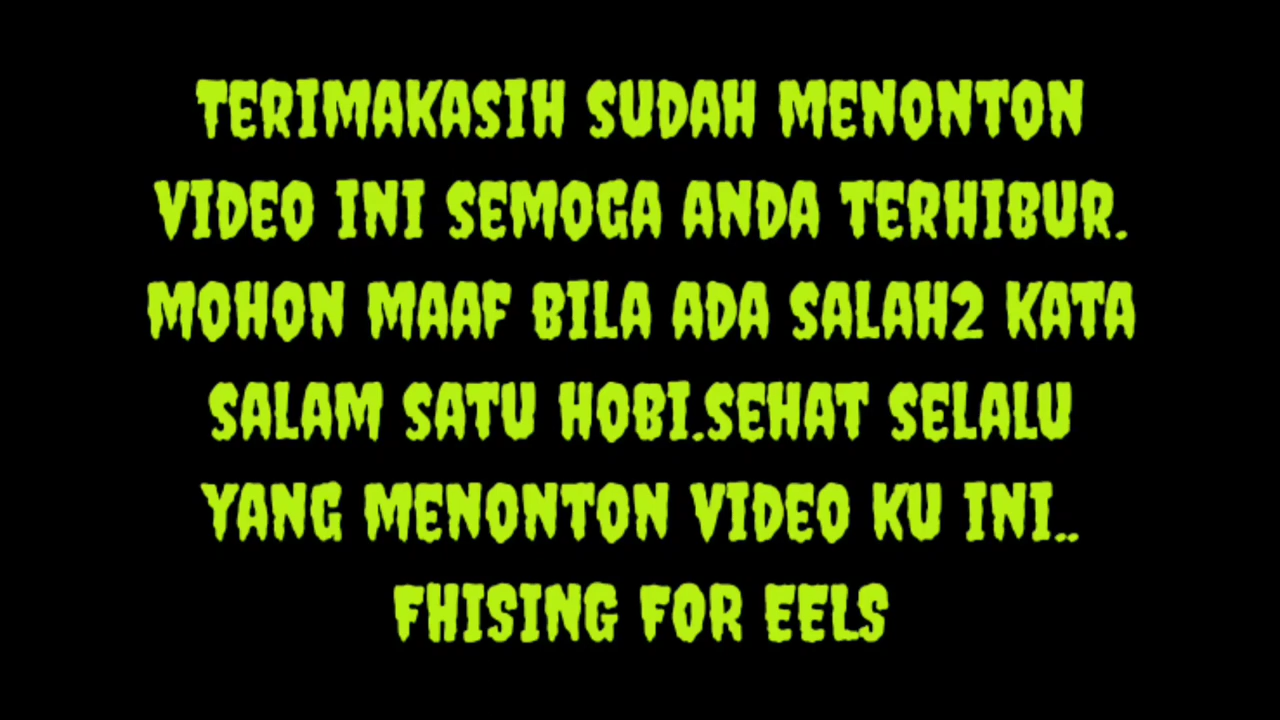 TERIMAKASIH SUDAH MENONTON
VIDEO INI SEMOGA ANDA TERHIBUR.
MOHON MAAF BILA ADA SALAH2 KATA
SALAM SATU HOBI.SEHAT SELALU
YANG MENONTON VIDEO KU INI..
FHISING FOR EELS